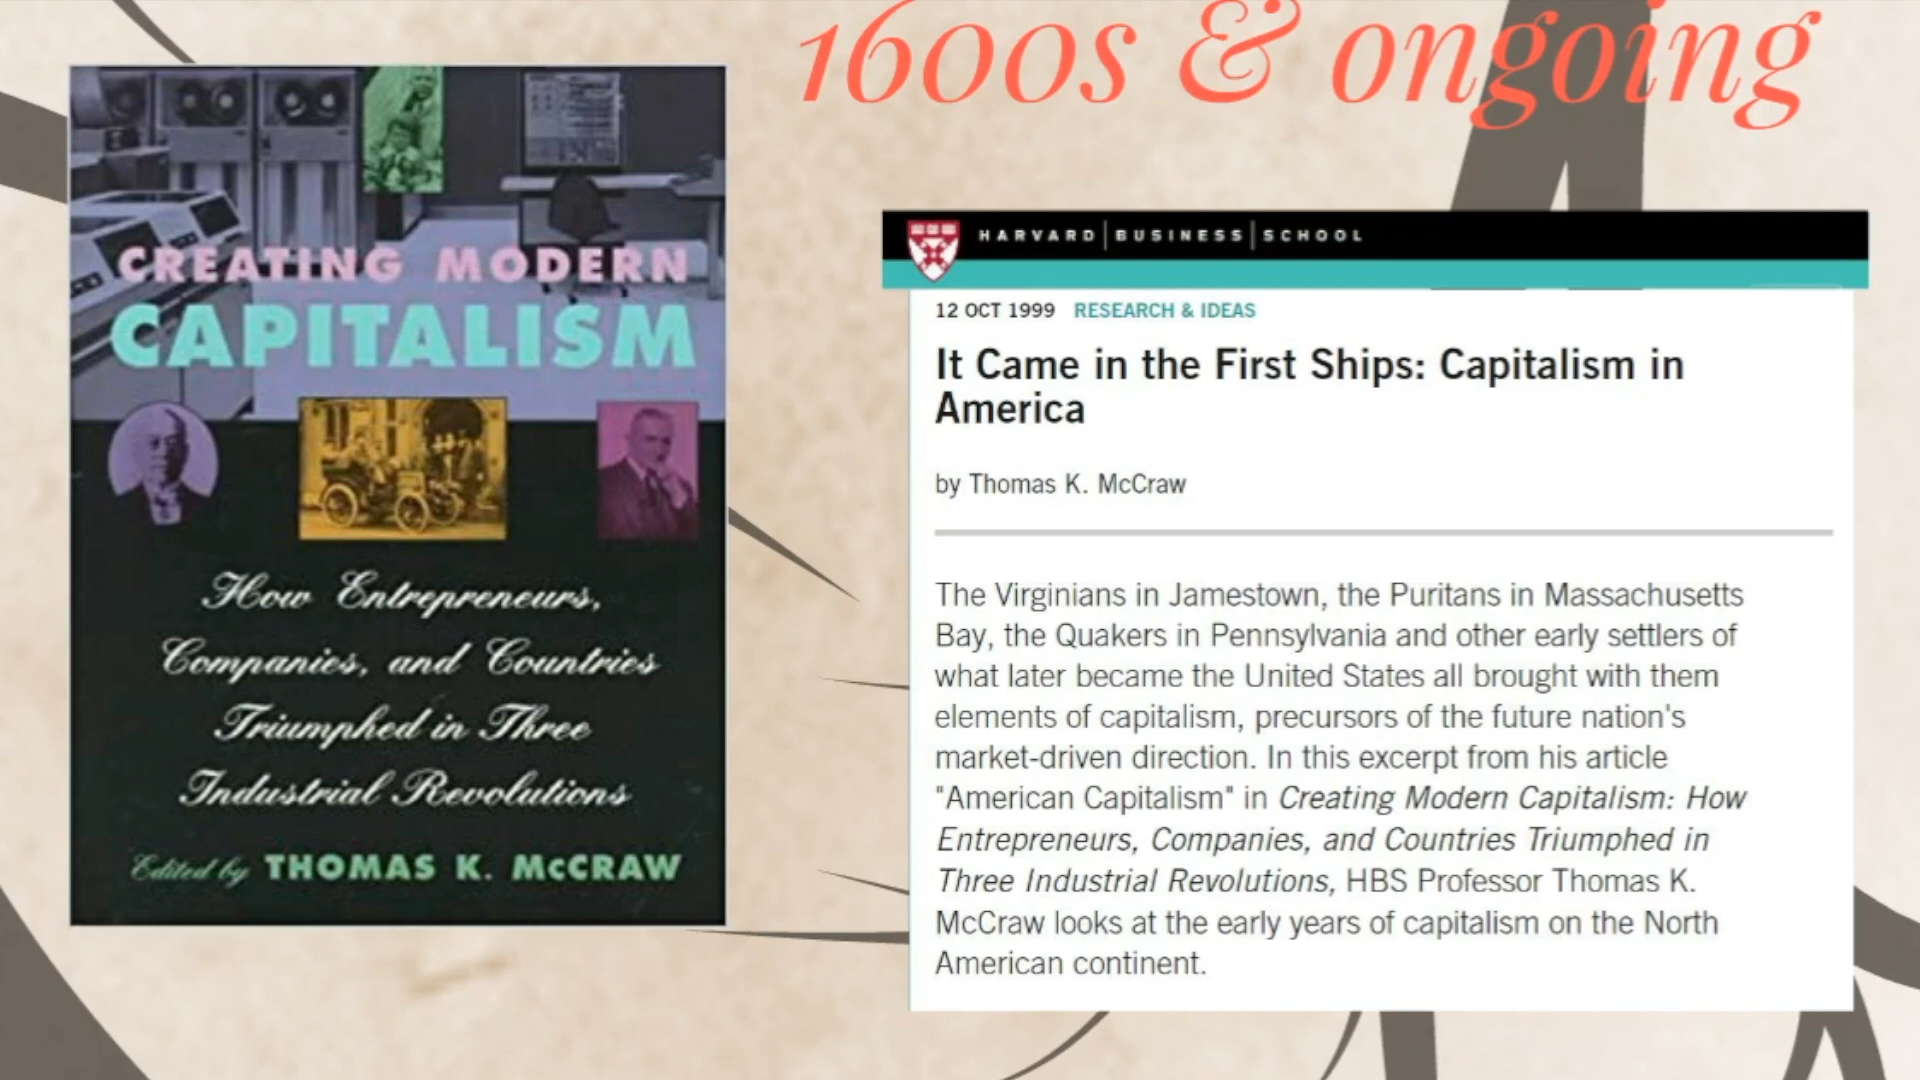 1600s & ongoing
CREATING MODERN
CAPITALISM
How Entrepreneurs,
Companies, and Countries
Triumphed in Three
Industrial Revolutions
Edited by THOMAS K. McCRAW
HARVARD | BUSINESS | SCHOOL
12 OCT 1999 RESEARCH & IDEAS
It Came in the First Ships: Capitalism in
America
by Thomas K. McCraw
The Virginians in Jamestown, the Puritans in Massachusetts
Bay, the Quakers in Pennsylvania and other early settlers of
what later became the United States all brought with them
elements of capitalism, precursors of the future nation's
market-driven direction. In this excerpt from his article
"American Capitalism" in Creating Modern Capitalism: How
Entrepreneurs, Companies, and Countries Triumphed in
Three Industrial Revolutions, HBS Professor Thomas K.
McCraw looks at the early years of capitalism on the North
American continent.